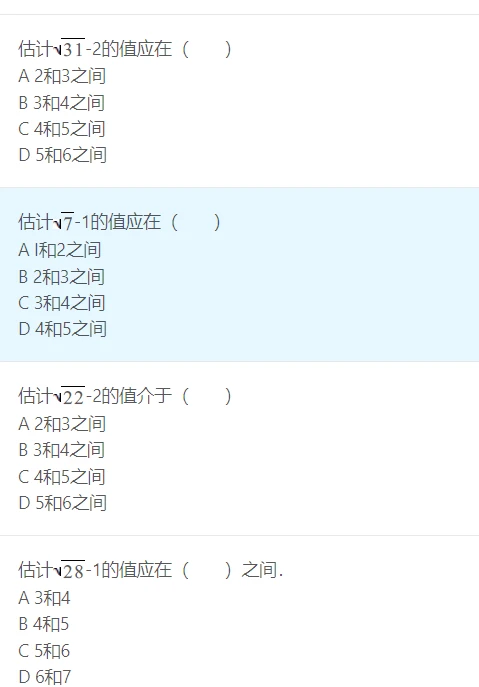 估计√31-2的值应在（　　）
A 2和3之间
B 3和4之间
C 4和5之间
D 5和6之间
估计√7-1的值应在（　　）
A l和2之间
B 2和3之间
C 3和4之间
D 4和5之间
估计√22-2的值介于（　　）
A 2和3之间
B 3和4之间
C 4和5之间
D 5和6之间
估计√28-1的值应在（　　）之间．
A 3和4
B 4和5
C 5和6
D 6和7